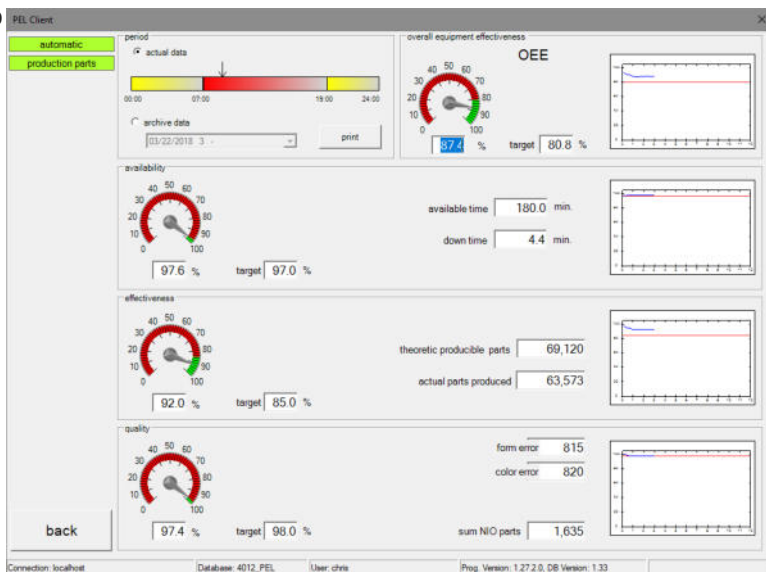 PEL Client
automatic
production parts
period
actual data
00:00 07:00 19:00 24:00
archive data
03/22/2018 3 -
print
overall equipment effectiveness
OEE
0 10 20 30 40 50 60 70 80 90 100
87.4 % target 80.8 %
availability
0 10 20 30 40 50 60 70 80 90 100
97.6 % target 97.0 %
available time 180.0 min.
down time 4.4 min.
effectiveness
0 10 20 30 40 50 60 70 80 90 100
92.0 % target 85.0 %
theoretic producible parts 69,120
actual parts produced 63,573
quality
0 10 20 30 40 50 60 70 80 90 100
97.4 % target 98.0 %
form error 815
color error 820
sum NIO parts 1,635
back
Connection: localhost Database: 4012_PEL User: chris Prog. Version: 1.27.2.0, DB Version: 1.33